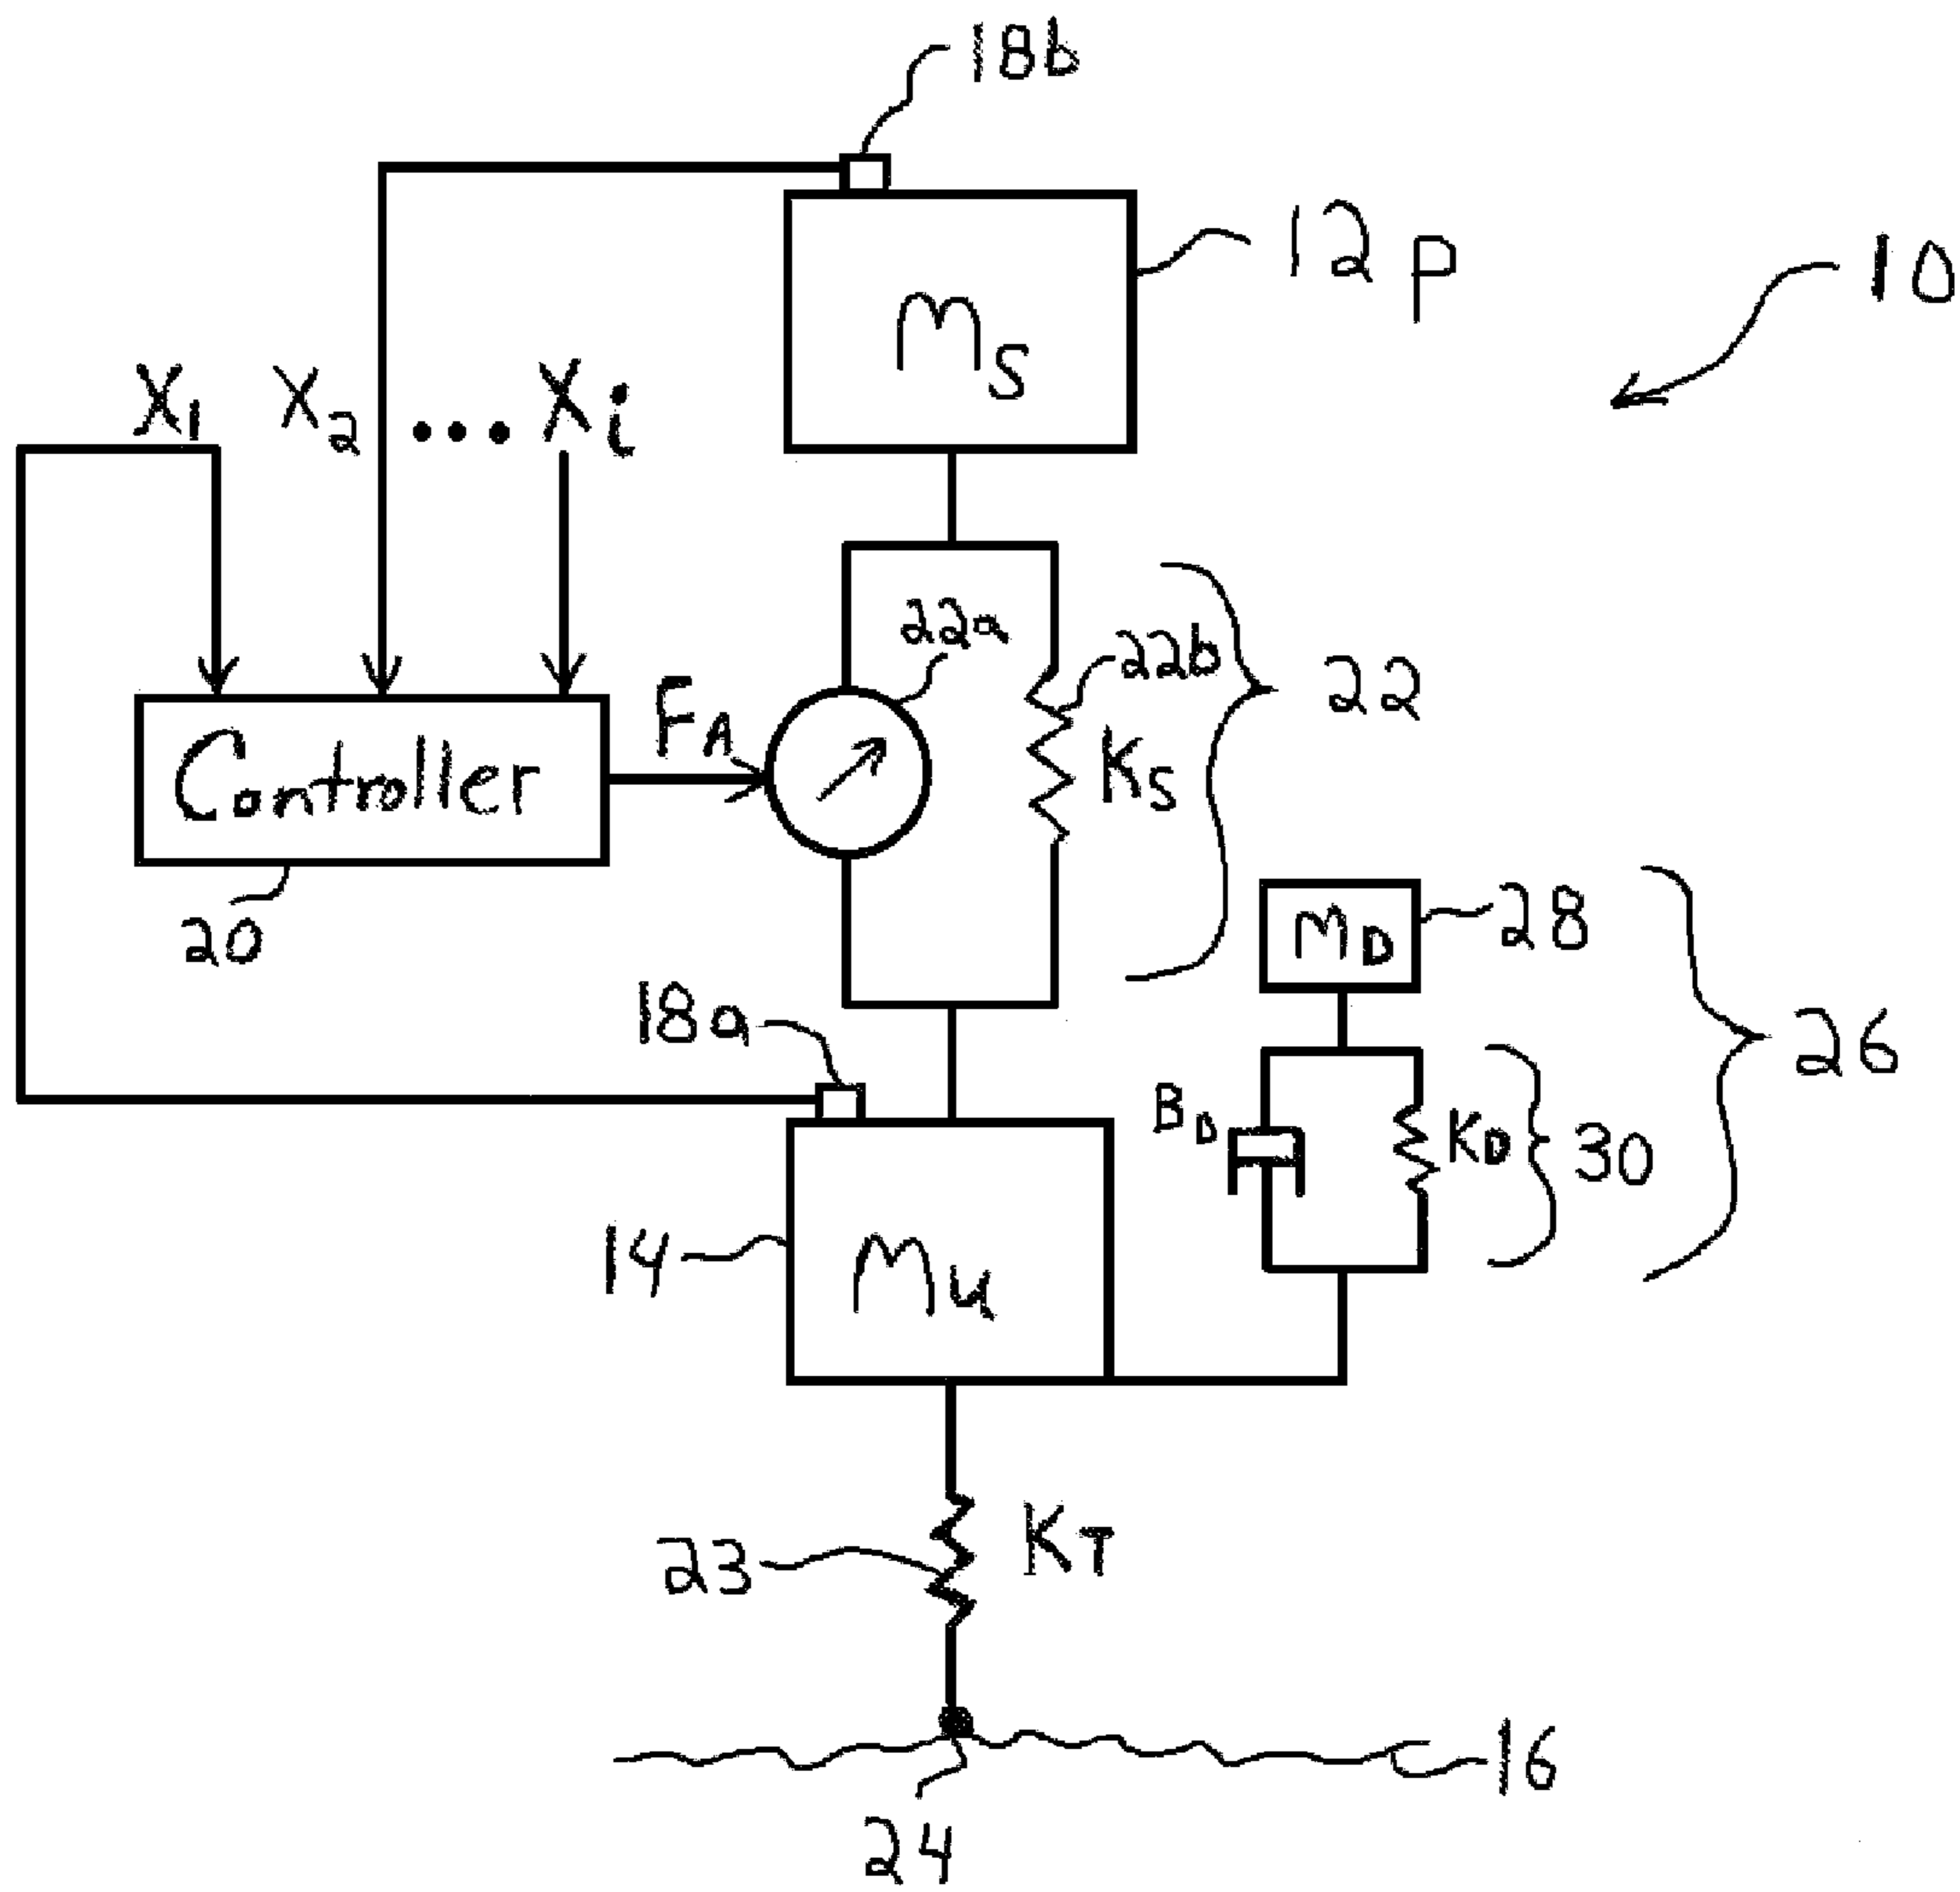 18b
12p
10
Ms
X1 X2 ... Xi
22a
22b
22
FA
Ks
Controller
20
MD
28
18a
26
BD
KD
30
14
Mu
23
KT
16
24